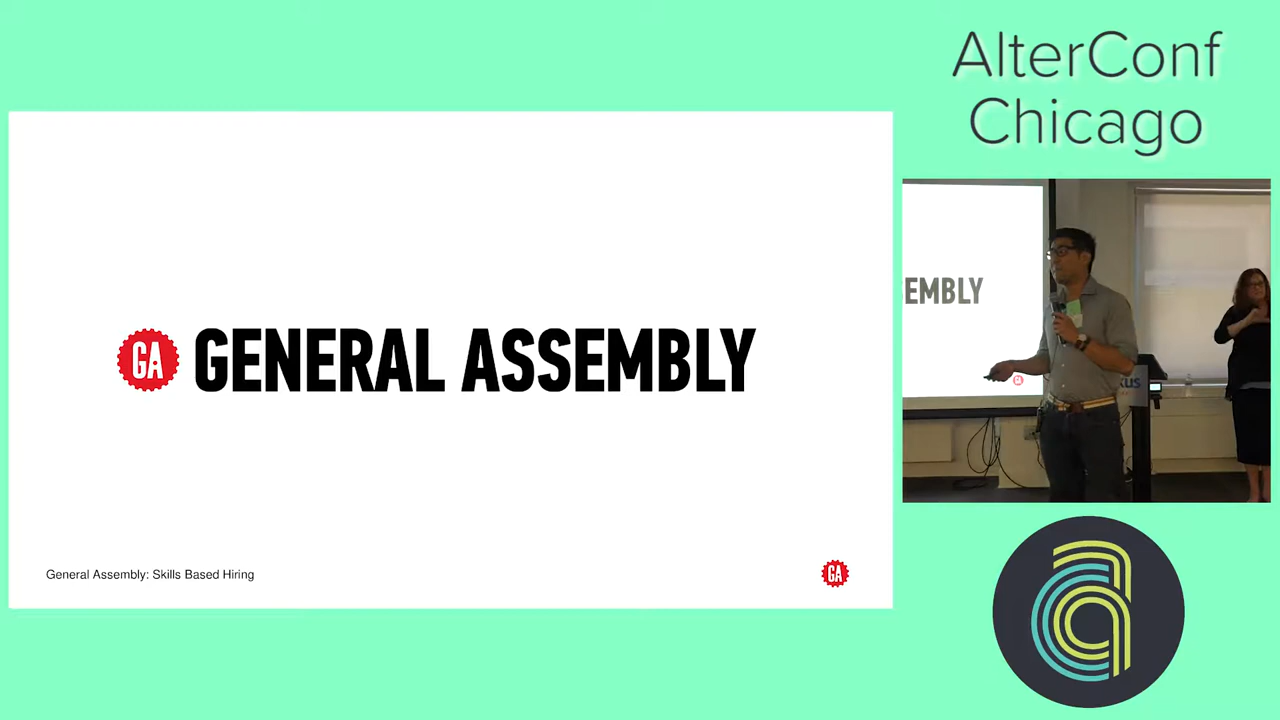 AlterConf
Chicago
GA GENERAL ASSEMBLY
General Assembly: Skills Based Hiring
GA
EMBLY